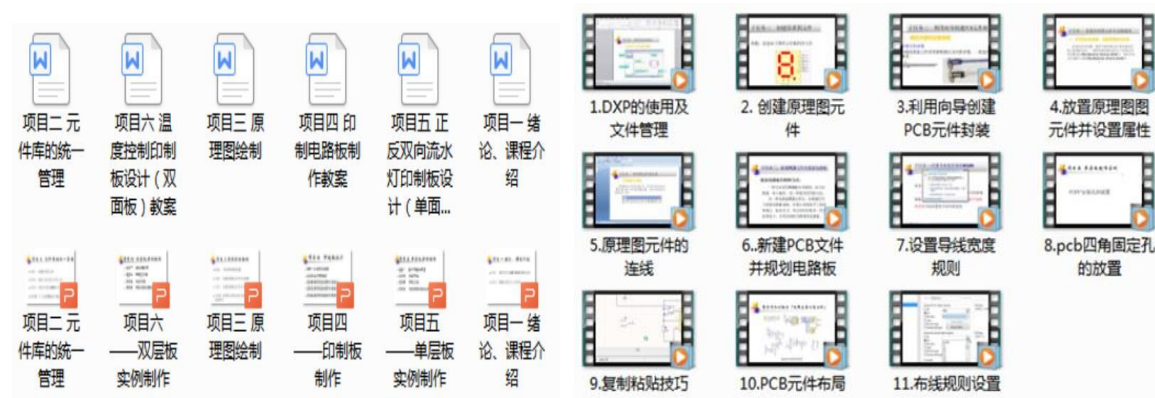 项目二 元
件库的统一
管理
项目六 温
度控制印制
板设计（双
面板）教案
项目三 原
理图绘制
项目四 印
制电路板制
作教案
项目五 正
反双向流水
灯印制板设
计（单面...
项目一 绪
论、课程介
绍
项目二 元
件库的统一
管理
项目六
——双层板
实例制作
项目三 原
理图绘制
项目四
——印制板
制作
项目五
——单层板
实例制作
项目一 绪
论、课程介
绍
1.DXP的使用及
文件管理
2. 创建原理图元
件
3.利用向导创建
PCB元件封装
4.放置原理图图
元件并设置属性
5.原理图元件的
连线
6..新建PCB文件
并规划电路板
7.设置导线宽度
规则
8.pcb四角固定孔
的放置
9.复制粘贴技巧
10.PCB元件布局
11.布线规则设置